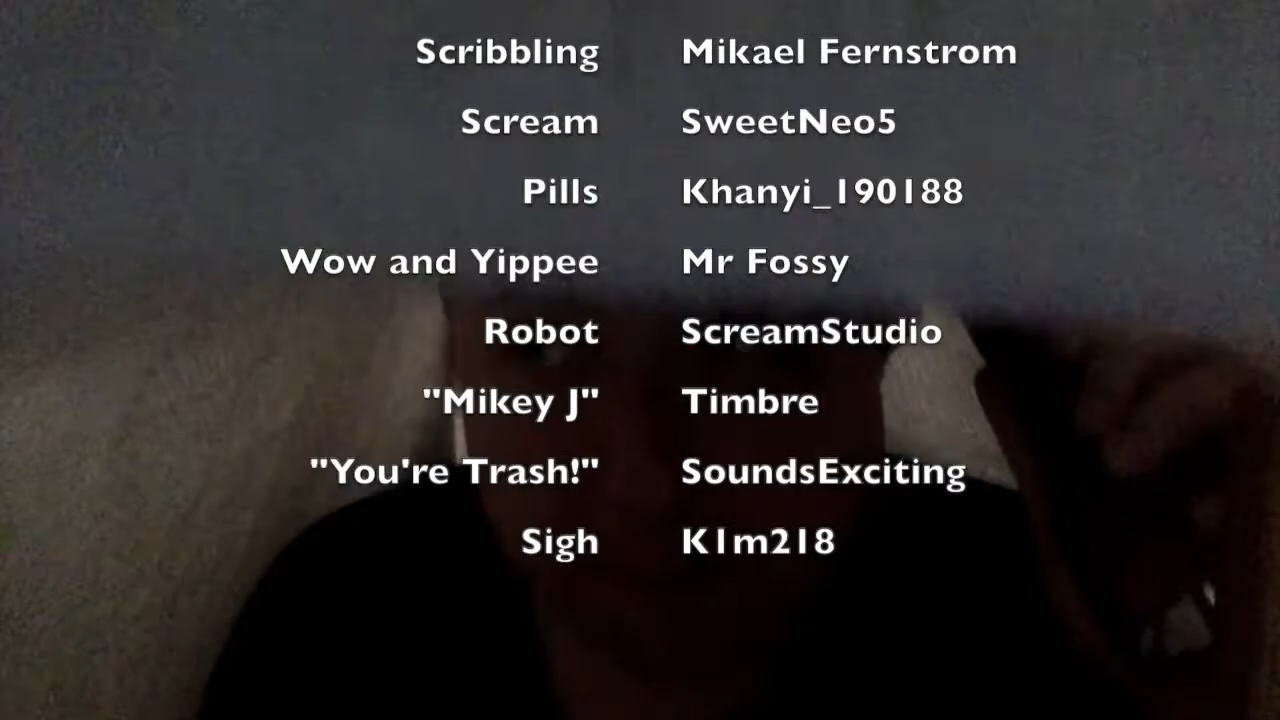 Scribbling Mikael Fernstrom
Scream SweetNeo5
Pills Khanyi_190188
Wow and Yippee Mr Fossy
Robot ScreamStudio
"Mikey J" Timbre
"You're Trash!" SoundsExciting
Sigh K1m218